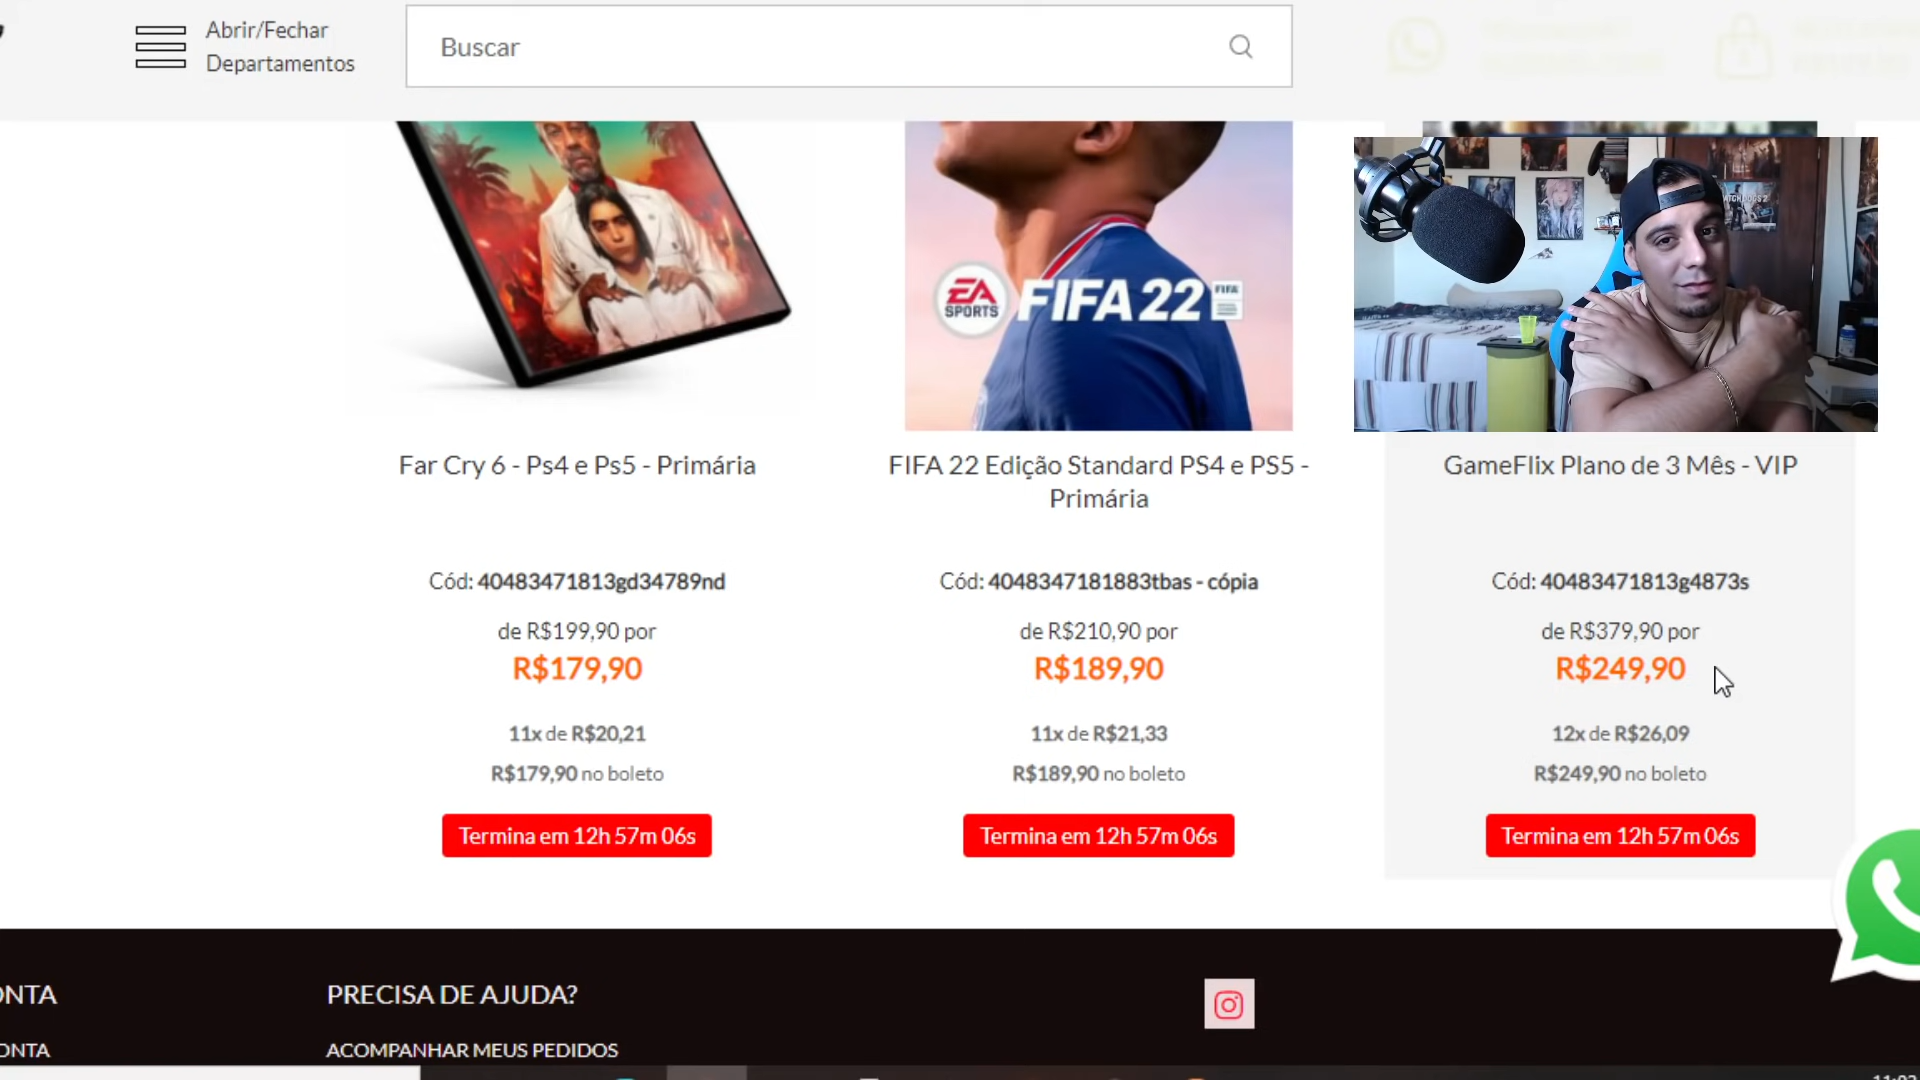 Abrir/Fechar
Departamentos
Buscar
WATCH DOGS 2
EA
SPORTS
FIFA 22
FIFA
Far Cry 6 - Ps4 e Ps5 - Primária
FIFA 22 Edição Standard PS4 e PS5 -
Primária
GameFlix Plano de 3 Mês - VIP
Cód: 40483471813gd34789nd
Cód: 4048347181883tbas - cópia
Cód: 40483471813g4873s
de R$199,90 por
de R$210,90 por
de R$379,90 por
R$179,90
R$189,90
R$249,90
11x de R$20,21
11x de R$21,33
12x de R$26,09
R$179,90 no boleto
R$189,90 no boleto
R$249,90 no boleto
Termina em 12h 57m 06s
Termina em 12h 57m 06s
Termina em 12h 57m 06s
ONTA
PRECISA DE AJUDA?
ONTA
ACOMPANHAR MEUS PEDIDOS